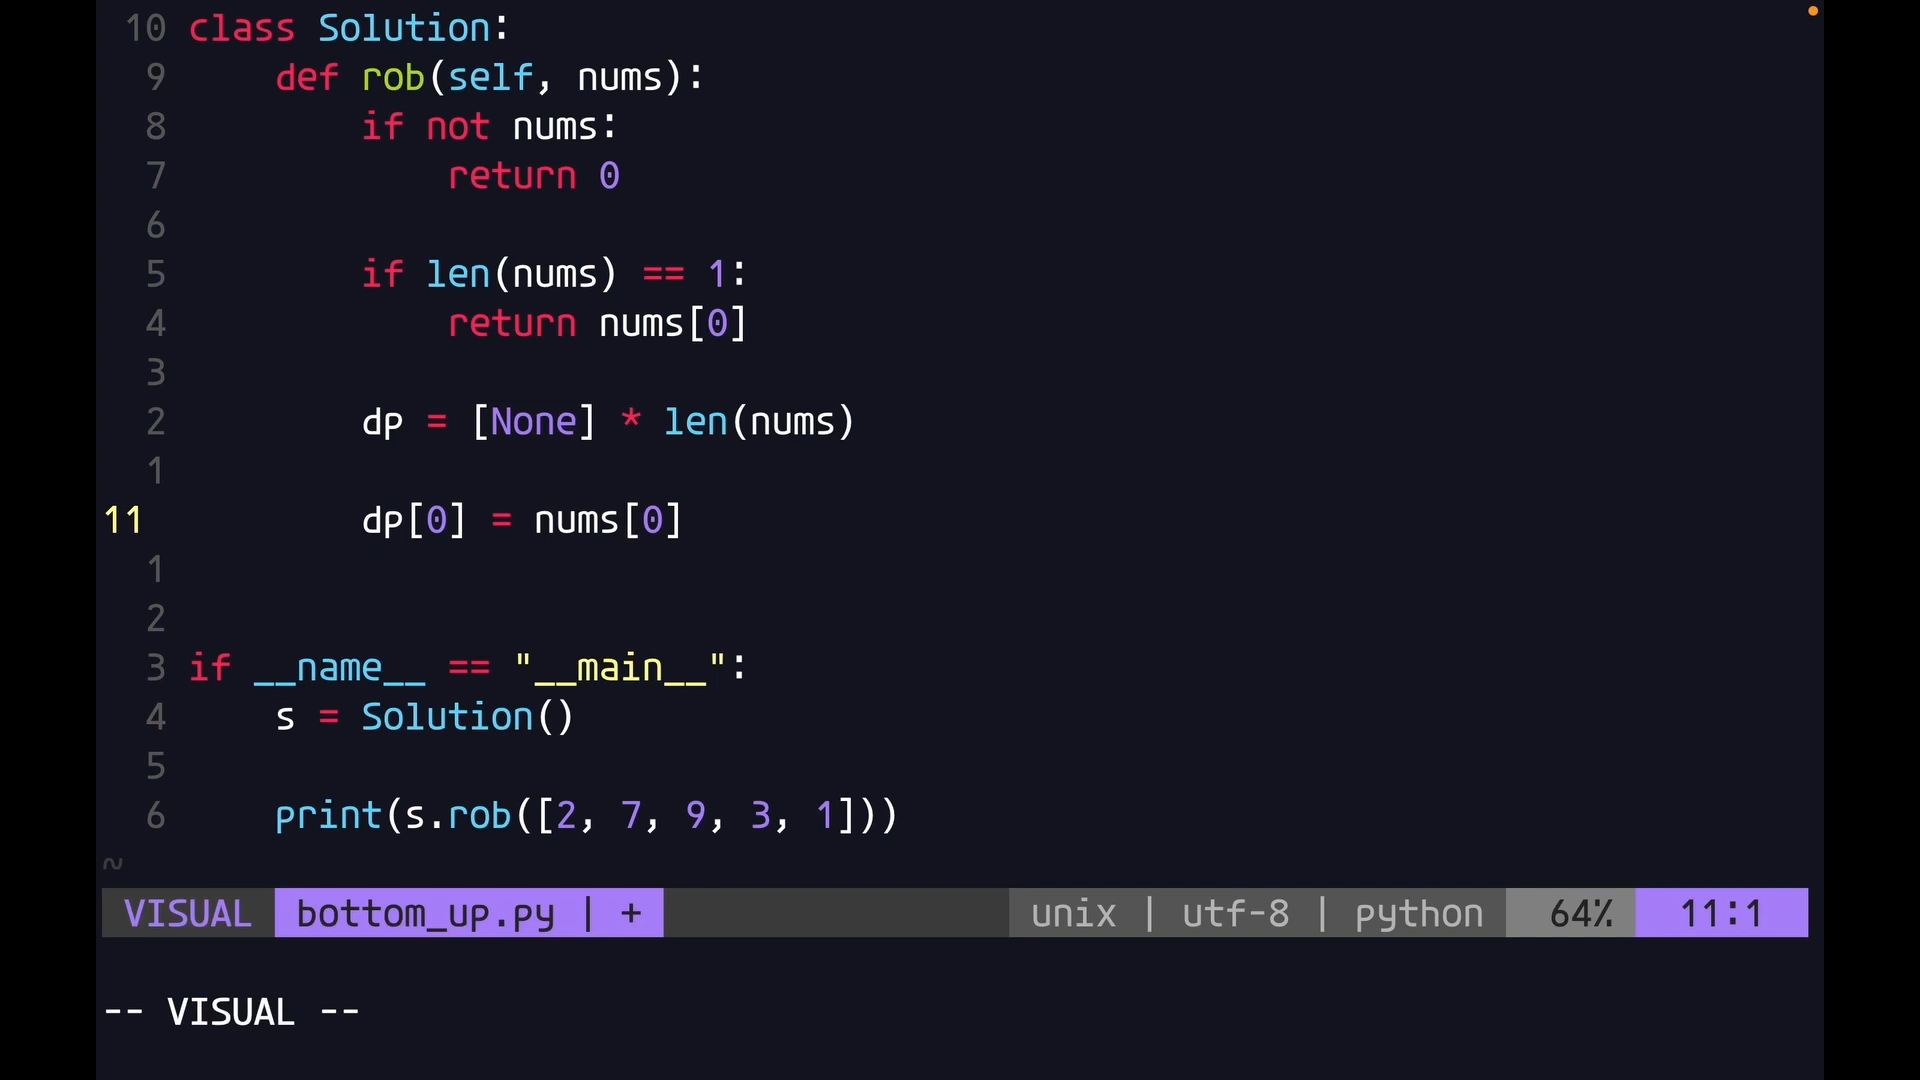 10 class Solution:
9     def rob(self, nums):
8         if not nums:
7             return 0
6
5         if len(nums) == 1:
4             return nums[0]
3
2         dp = [None] * len(nums)
1
11         dp[0] = nums[0]
1
2
3 if __name__ == "__main__":
4     s = Solution()
5
6     print(s.rob([2, 7, 9, 3, 1]))
~
VISUAL bottom_up.py | + unix | utf-8 | python 64% 11:1
-- VISUAL --